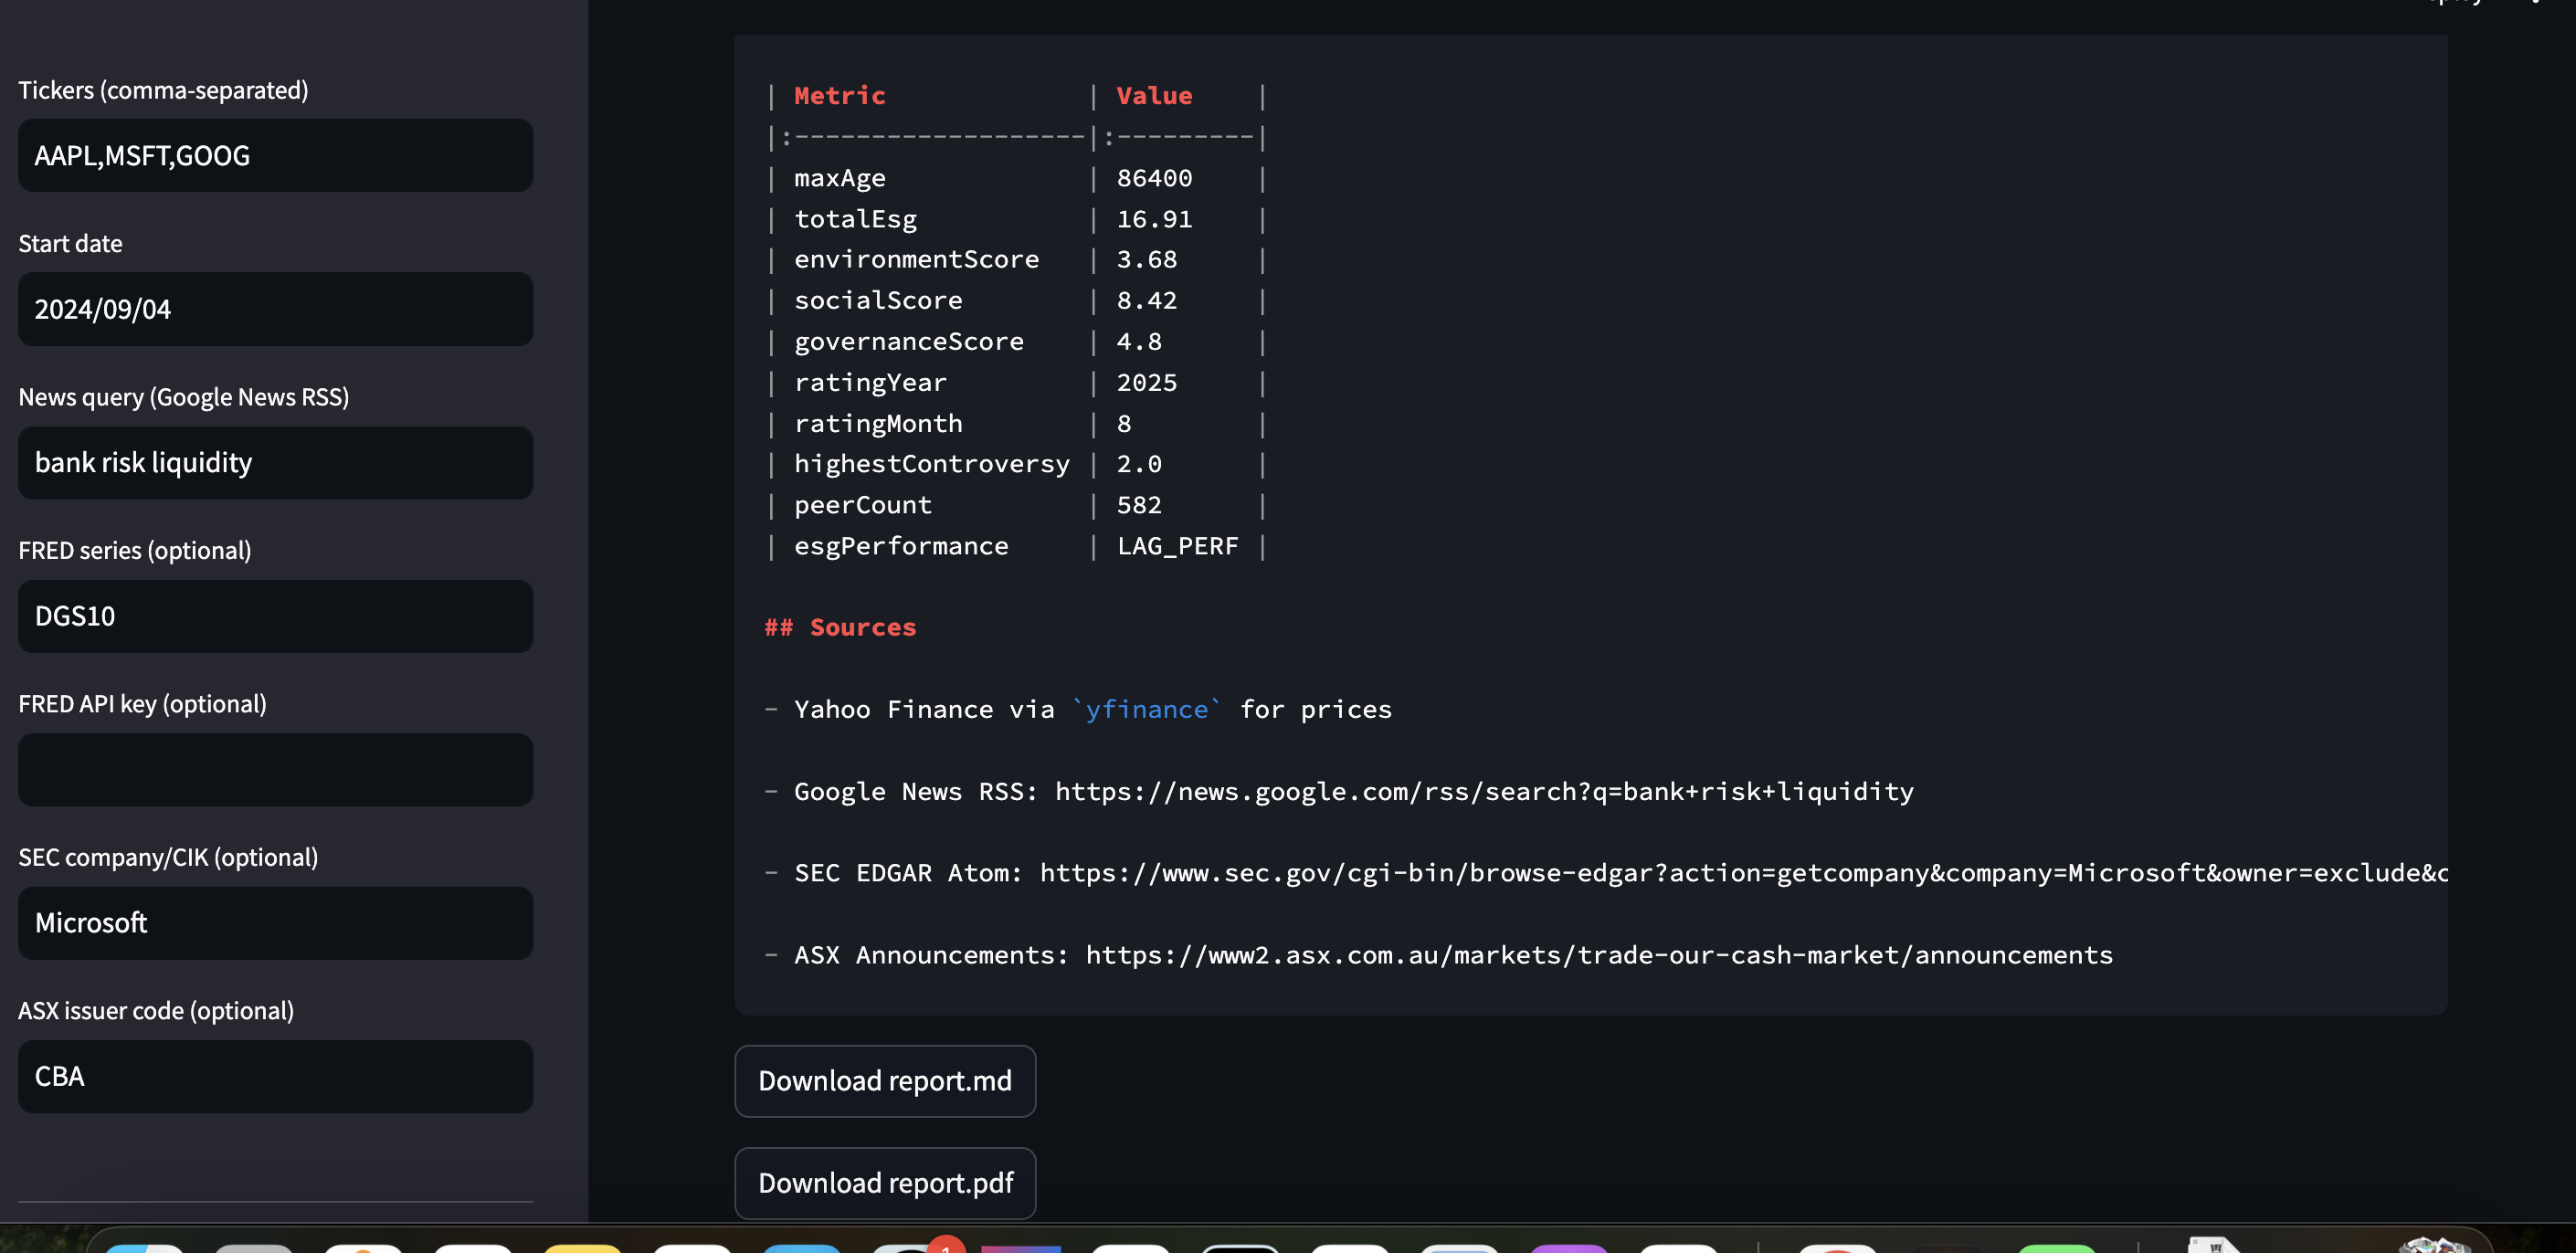 Tickers (comma-separated)
AAPL,MSFT,GOOG
Start date
2024/09/04
News query (Google News RSS)
bank risk liquidity
FRED series (optional)
DGS10
FRED API key (optional)
SEC company/CIK (optional)
Microsoft
ASX issuer code (optional)
CBA
| Metric | Value |
|:-------------------|:---------|
| maxAge | 86400 |
| totalEsg | 16.91 |
| environmentScore | 3.68 |
| socialScore | 8.42 |
| governanceScore | 4.8 |
| ratingYear | 2025 |
| ratingMonth | 8 |
| highestControversy | 2.0 |
| peerCount | 582 |
| esgPerformance | LAG_PERF |
## Sources
- Yahoo Finance via `yfinance` for prices
- Google News RSS: https://news.google.com/rss/search?q=bank+risk+liquidity
- SEC EDGAR Atom: https://www.sec.gov/cgi-bin/browse-edgar?action=getcompany&company=Microsoft&owner=exclude&c
- ASX Announcements: https://www2.asx.com.au/markets/trade-our-cash-market/announcements
Download report.md
Download report.pdf